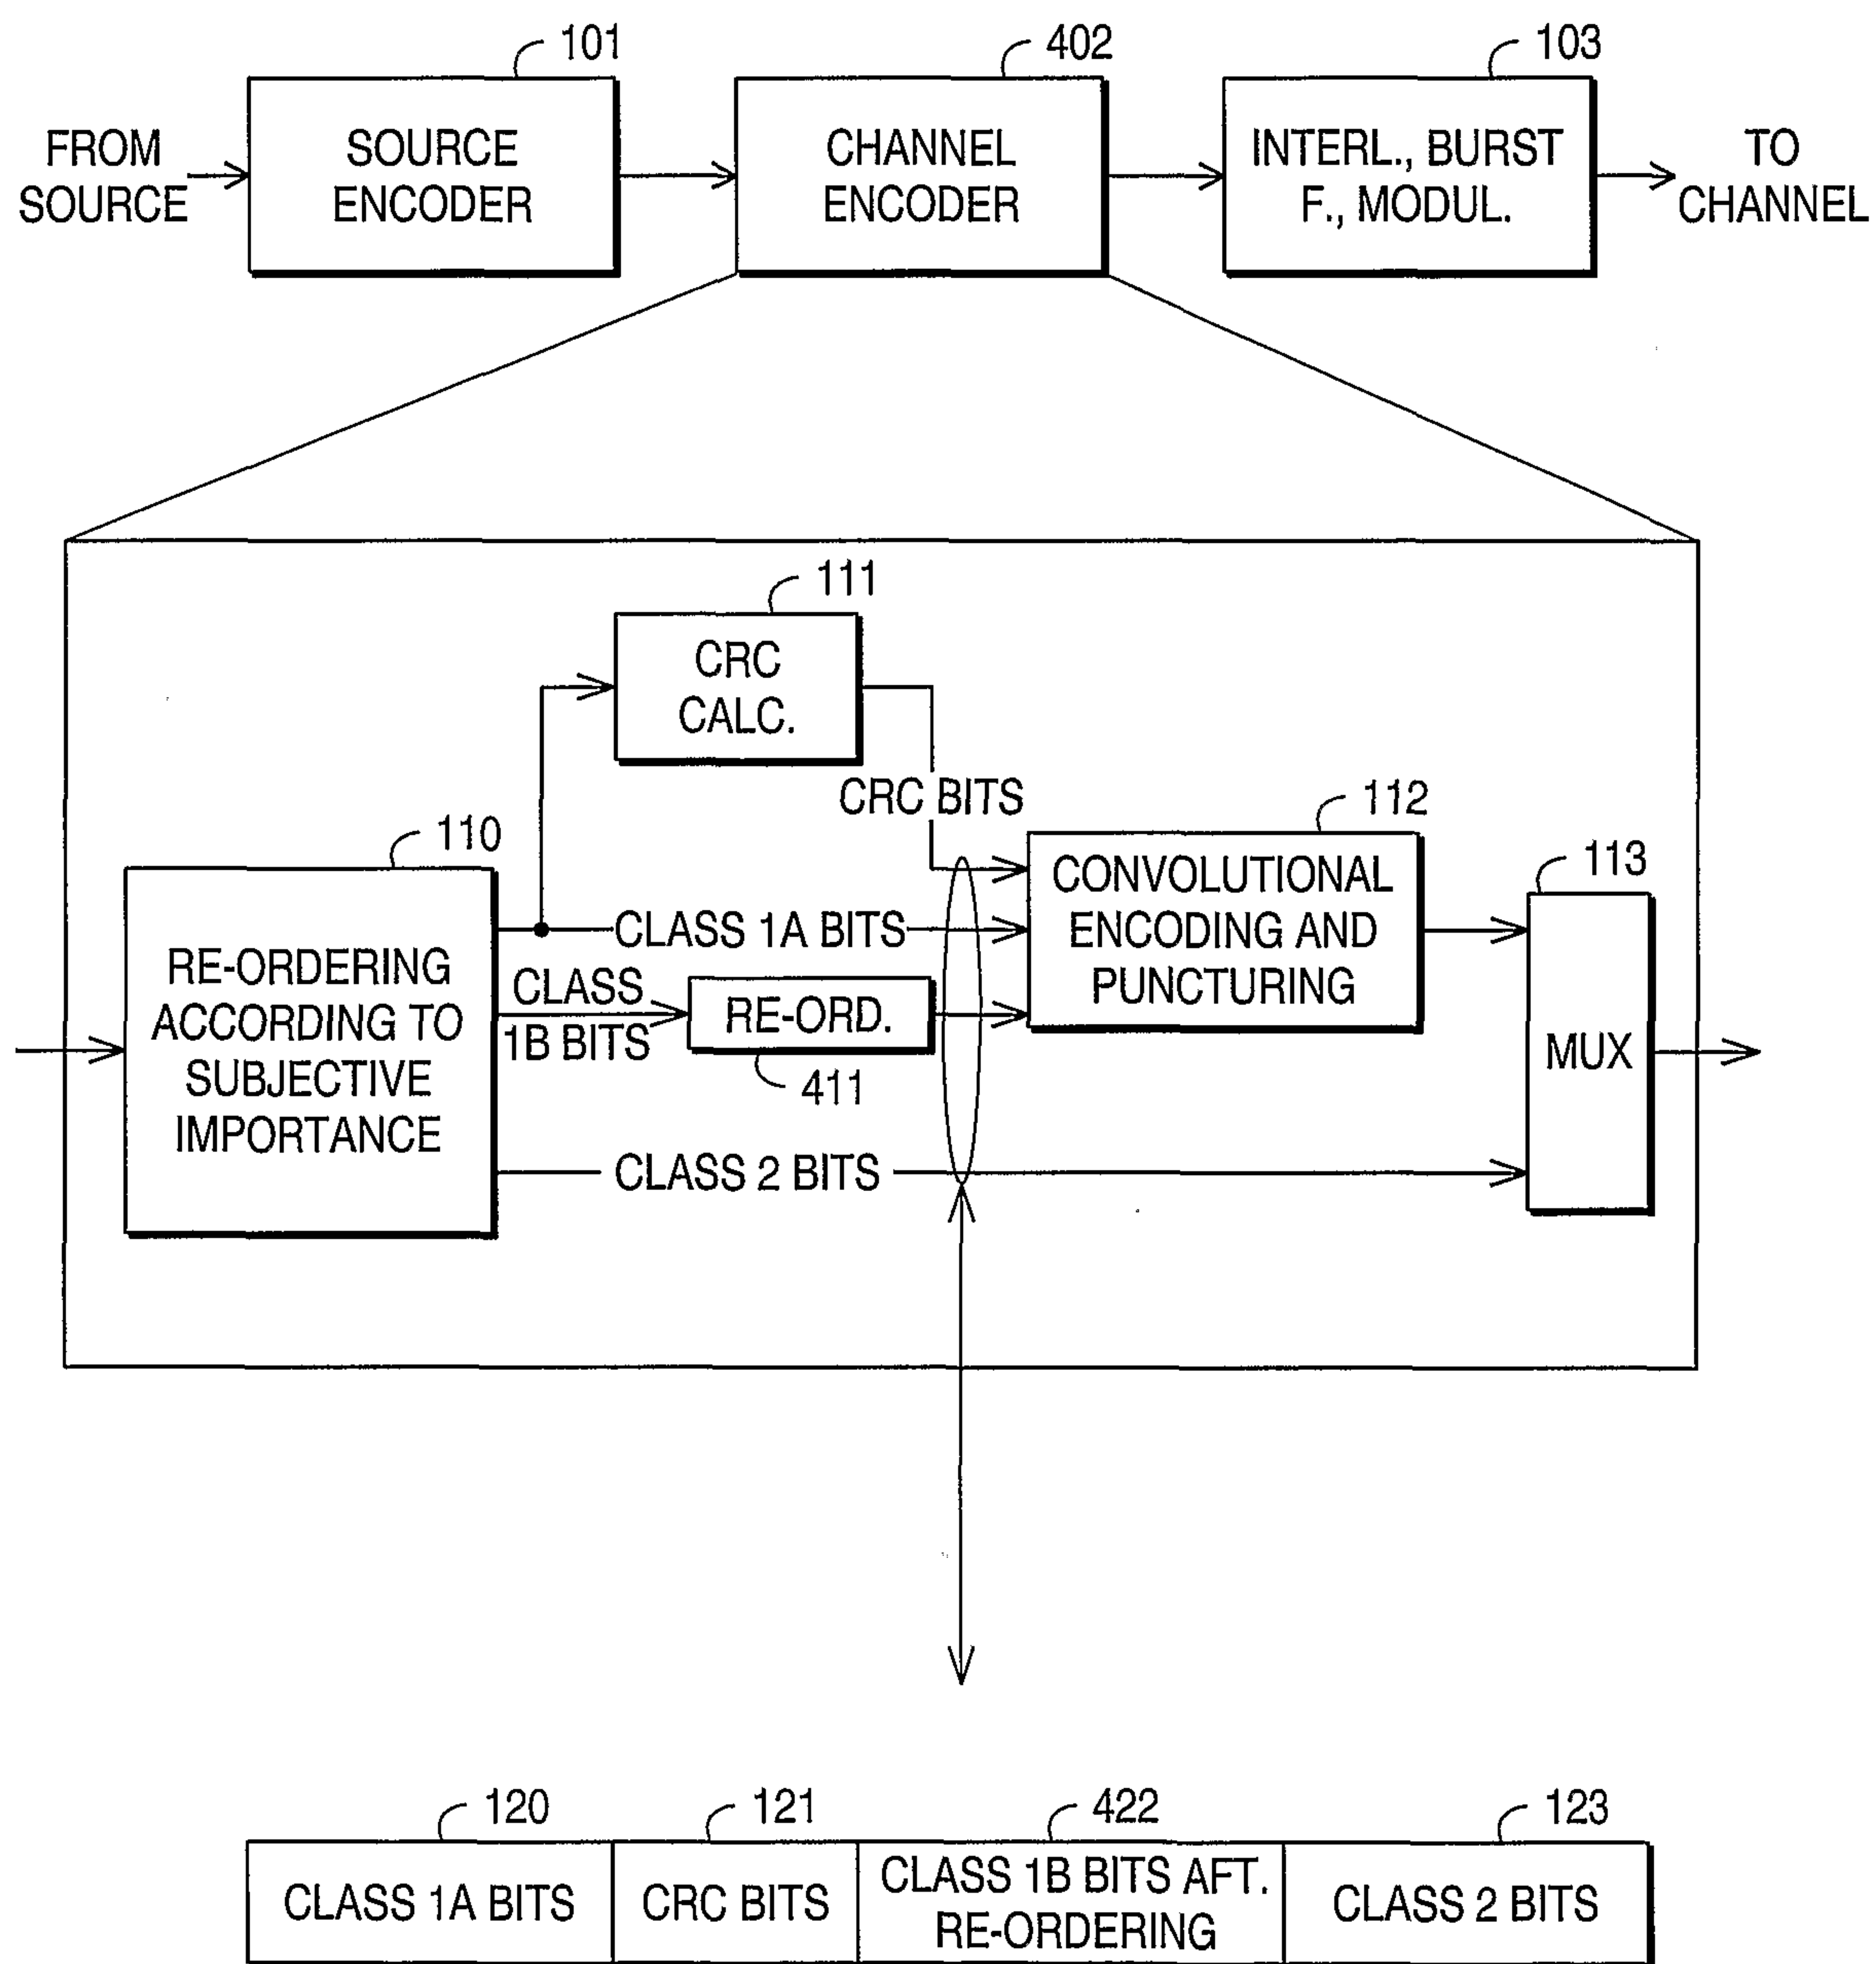 101
402
103
FROM
SOURCE
SOURCE
ENCODER
CHANNEL
ENCODER
INTERL., BURST
F., MODUL.
TO
CHANNEL
111
CRC
CALC.
CRC BITS
112
110
113
CONVOLUTIONAL
ENCODING AND
PUNCTURING
CLASS 1A BITS
RE-ORDERING
ACCORDING TO
SUBJECTIVE
IMPORTANCE
CLASS
1B BITS
RE-ORD.
411
MUX
CLASS 2 BITS
120
121
422
123
CLASS 1A BITS
CRC BITS
CLASS 1B BITS AFT.
RE-ORDERING
CLASS 2 BITS